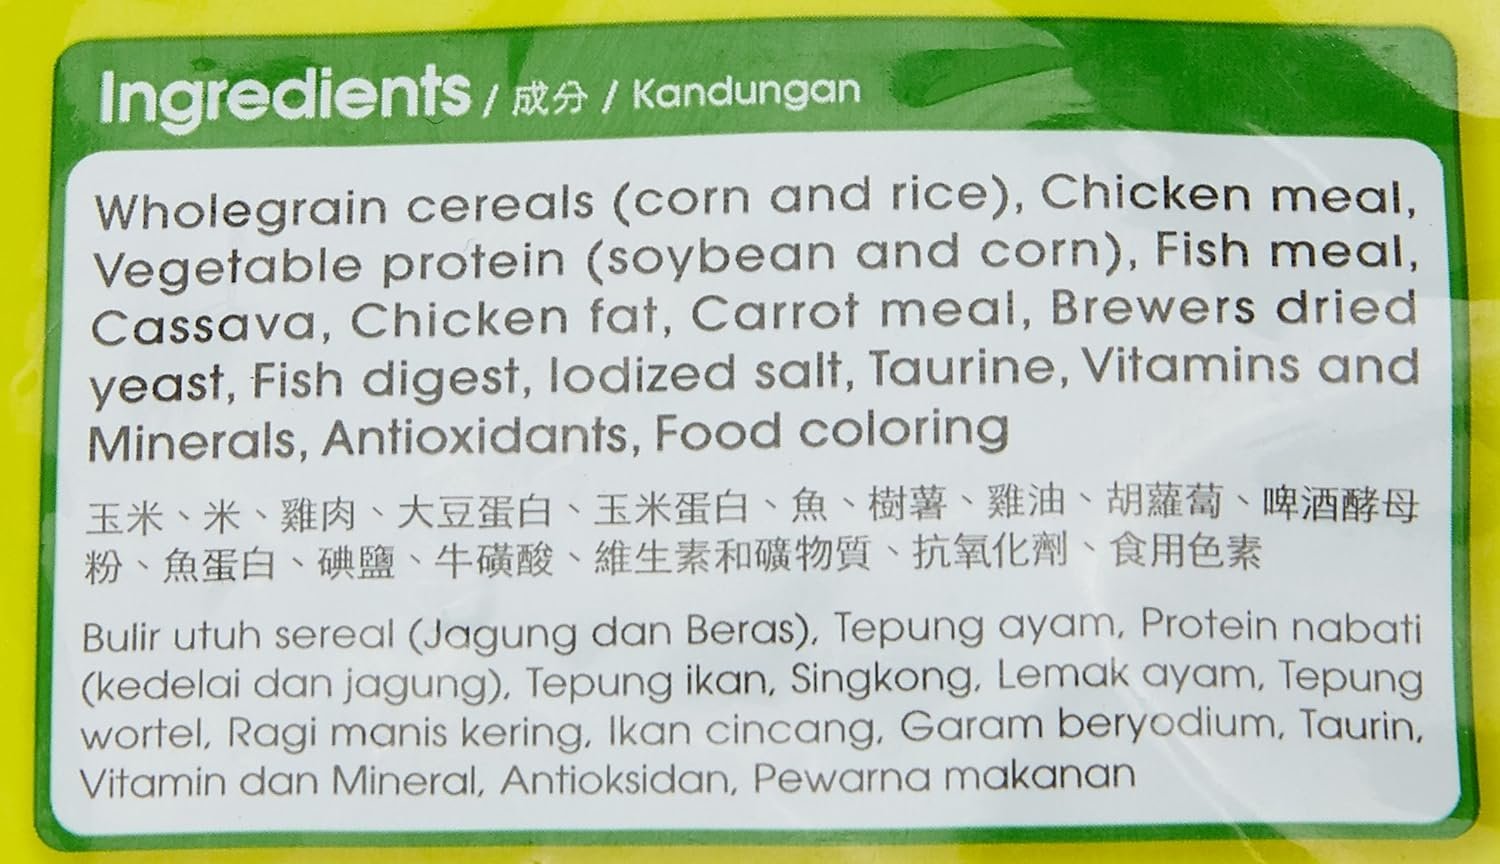 Ingredients / 成分 / Kandungan
Wholegrain cereals (corn and rice), Chicken meal,
Vegetable protein (soybean and corn), Fish meal,
Cassava, Chicken fat, Carrot meal, Brewers dried
yeast, Fish digest, Iodized salt, Taurine, Vitamins and
Minerals, Antioxidants, Food coloring
玉米、米、雞肉、大豆蛋白、玉米蛋白、魚、樹薯、雞油、胡蘿蔔、啤酒酵母
粉、魚蛋白、碘鹽、牛磺酸、維生素和礦物質、抗氧化劑、食用色素
Bulir utuh sereal (Jagung dan Beras), Tepung ayam, Protein nabati
(kedelai dan jagung), Tepung ikan, Singkong, Lemak ayam, Tepung
wortel, Ragi manis kering, Ikan cincang, Garam beryodium, Taurin,
Vitamin dan Mineral, Antioksidan, Pewarna makanan